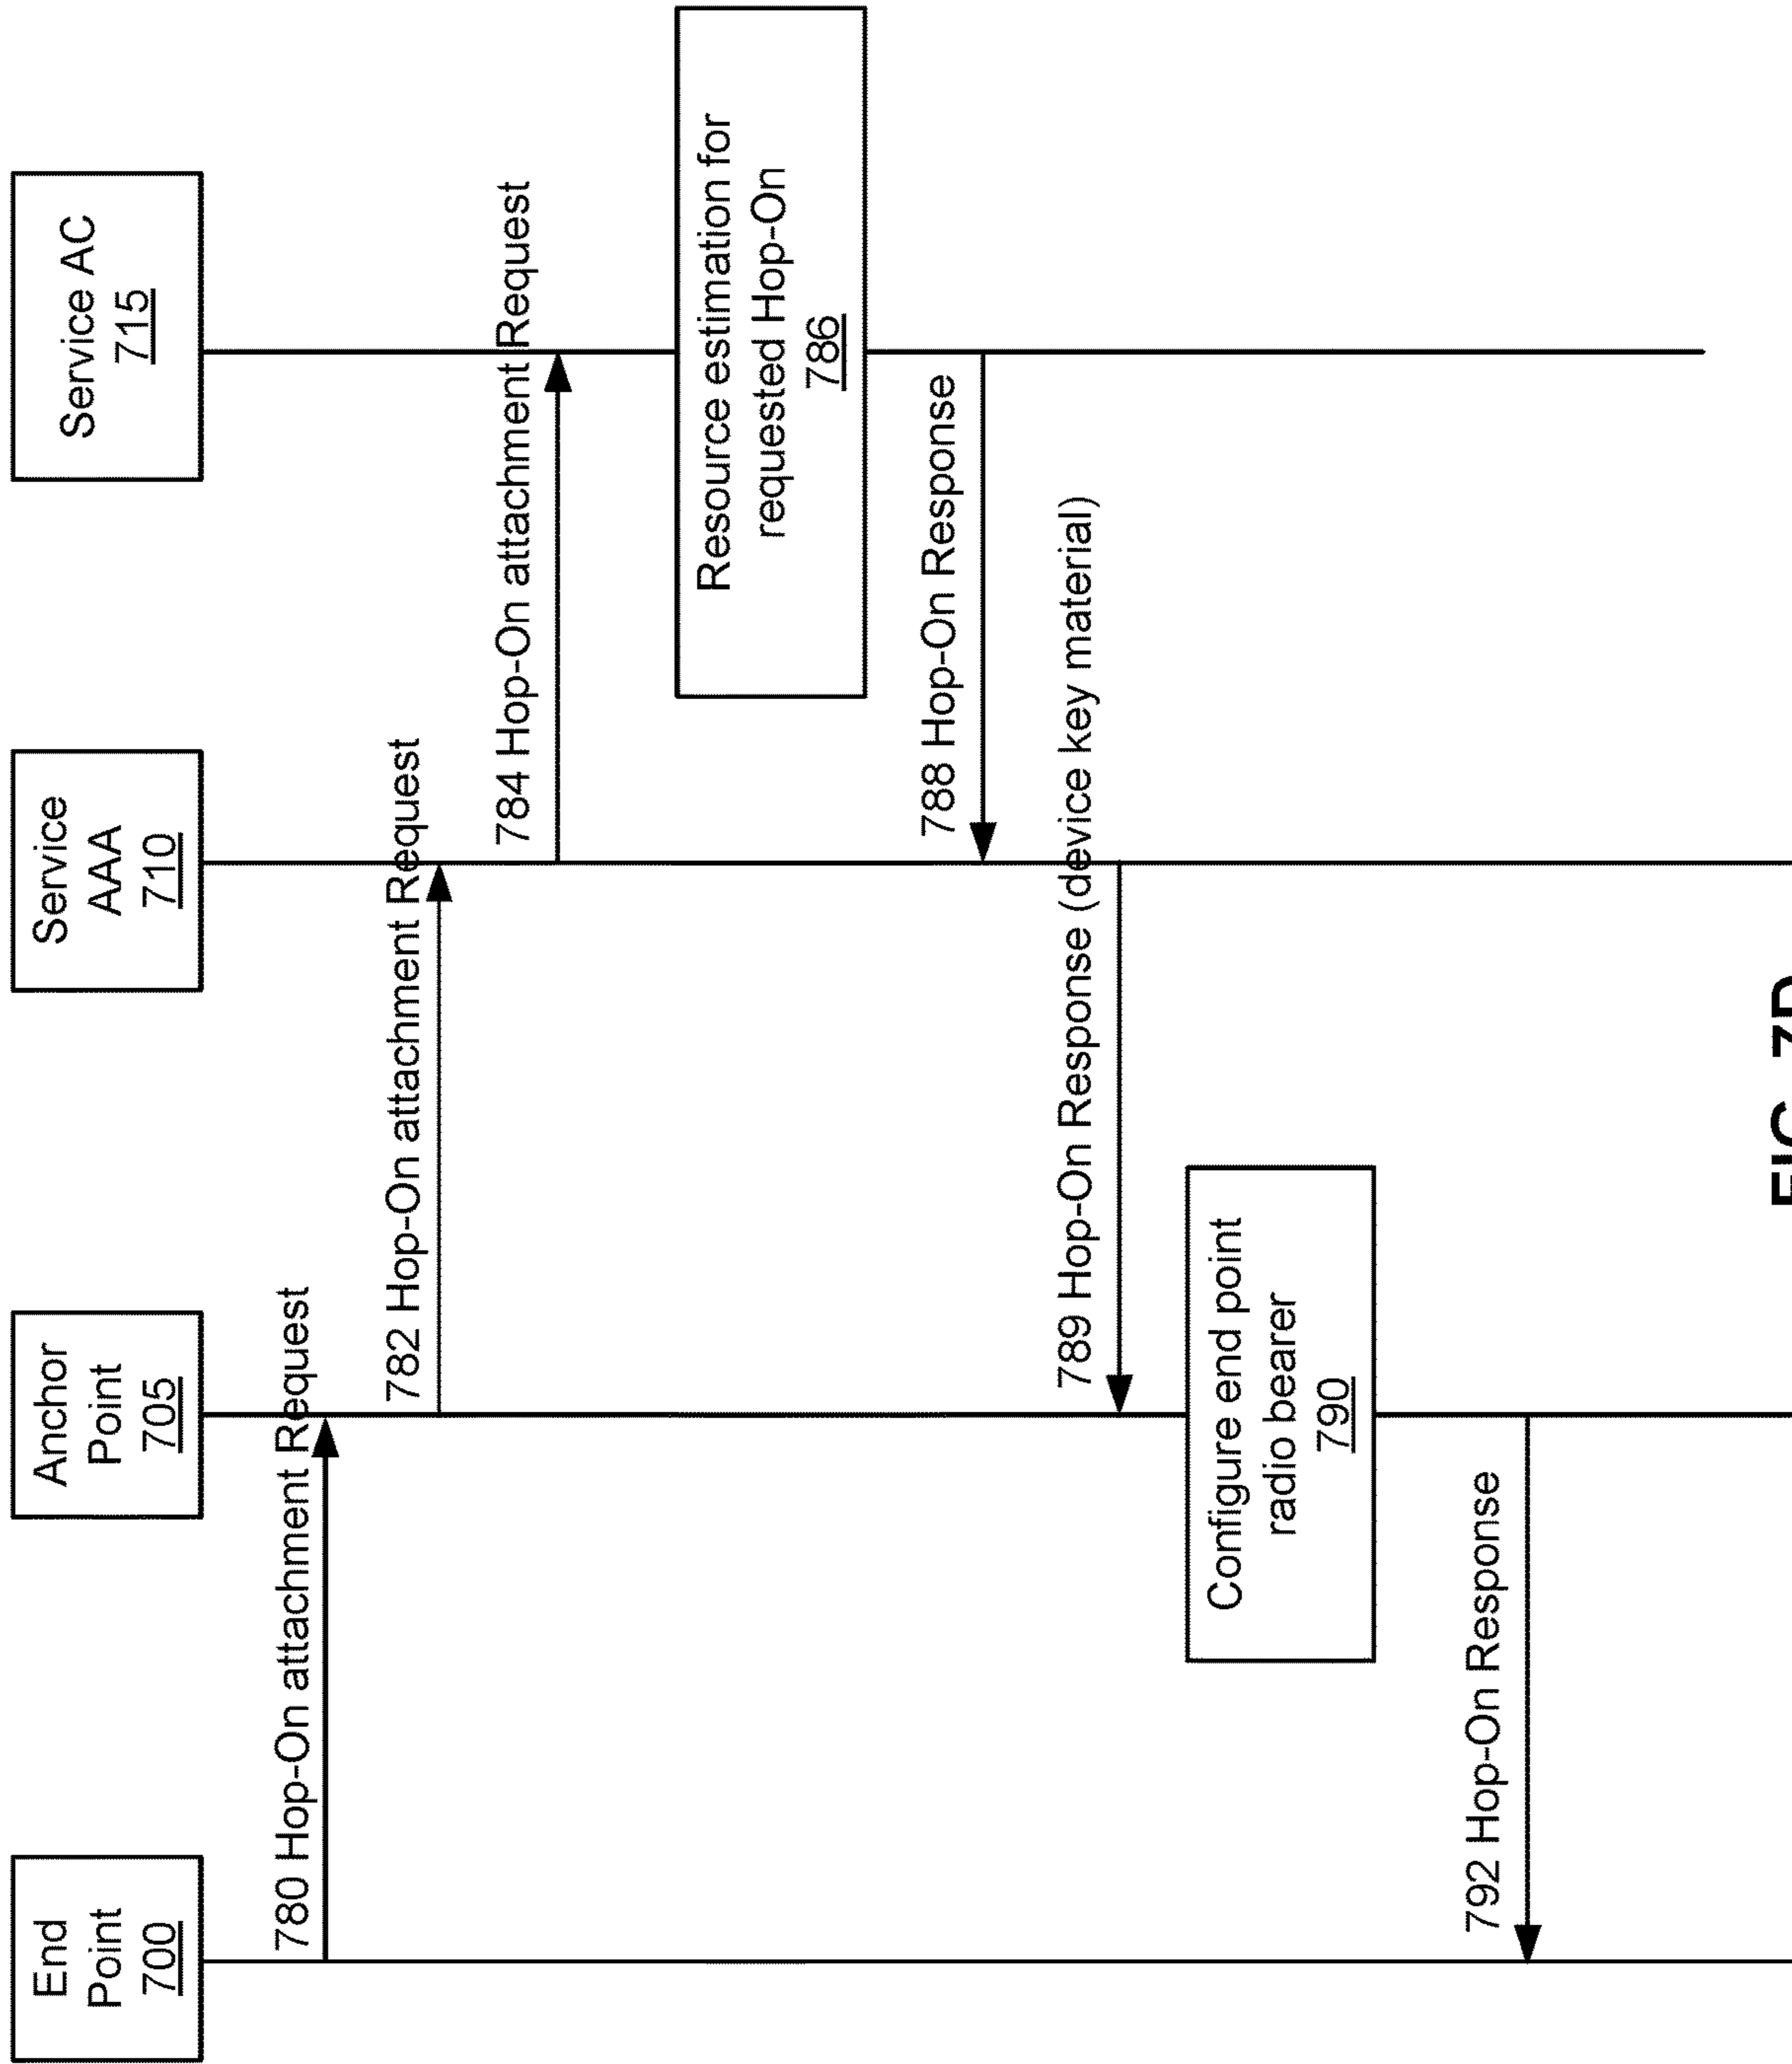 End
Point
700
Anchor
Point
705
Service
AAA
710
Service AC
715
780 Hop-On attachment Request
782 Hop-On attachment Request
784 Hop-On attachment Request
Resource estimation for
requested Hop-On
786
788 Hop-On Response
789 Hop-On Response (device key material)
Configure end point
radio bearer
790
792 Hop-On Response
FIG. 7D